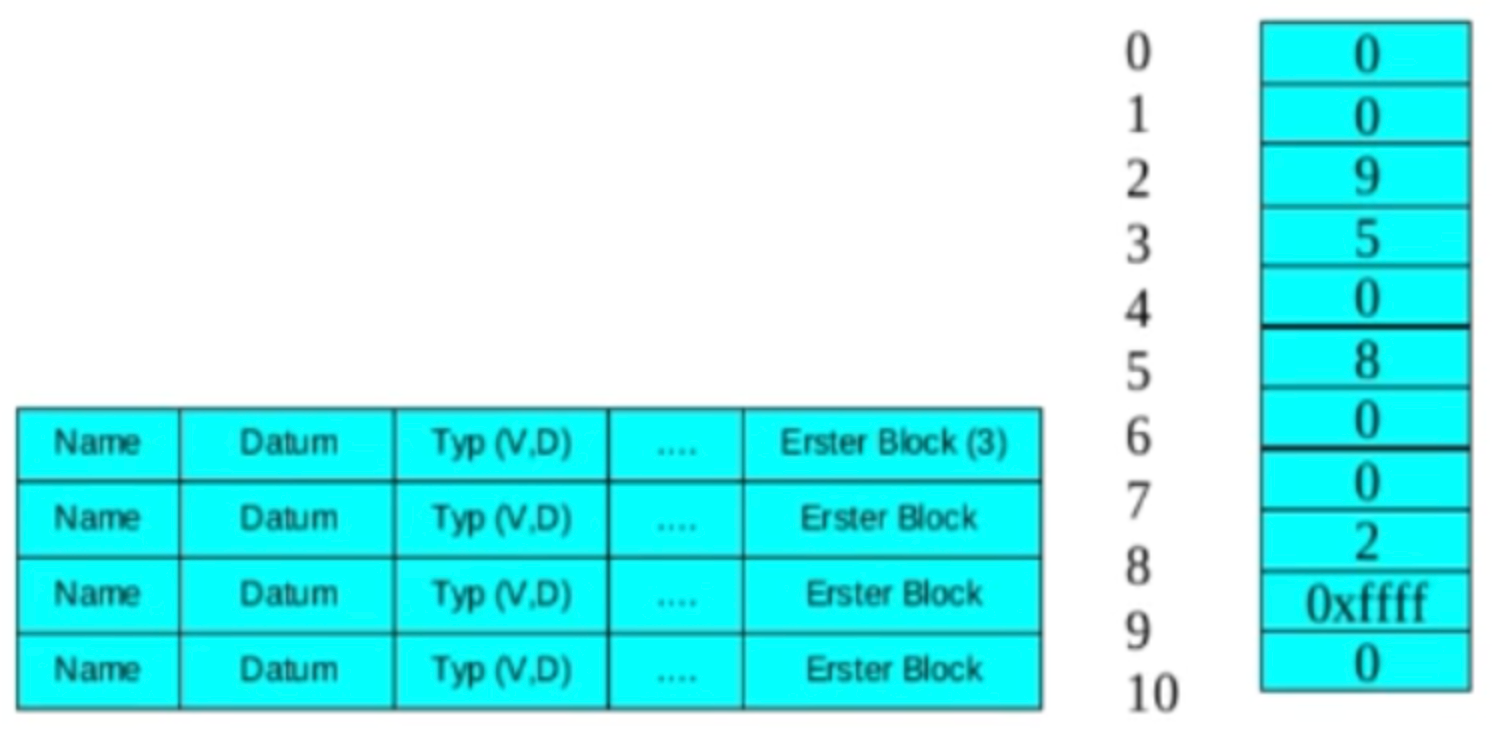 0 0
1 0
2 9
3 5
4 0
5 8
6 0
7 0
8 2
9 0xffff
10 0
Name Datum Typ (V,D) .... Erster Block (3)
Name Datum Typ (V,D) .... Erster Block
Name Datum Typ (V,D) .... Erster Block
Name Datum Typ (V,D) .... Erster Block